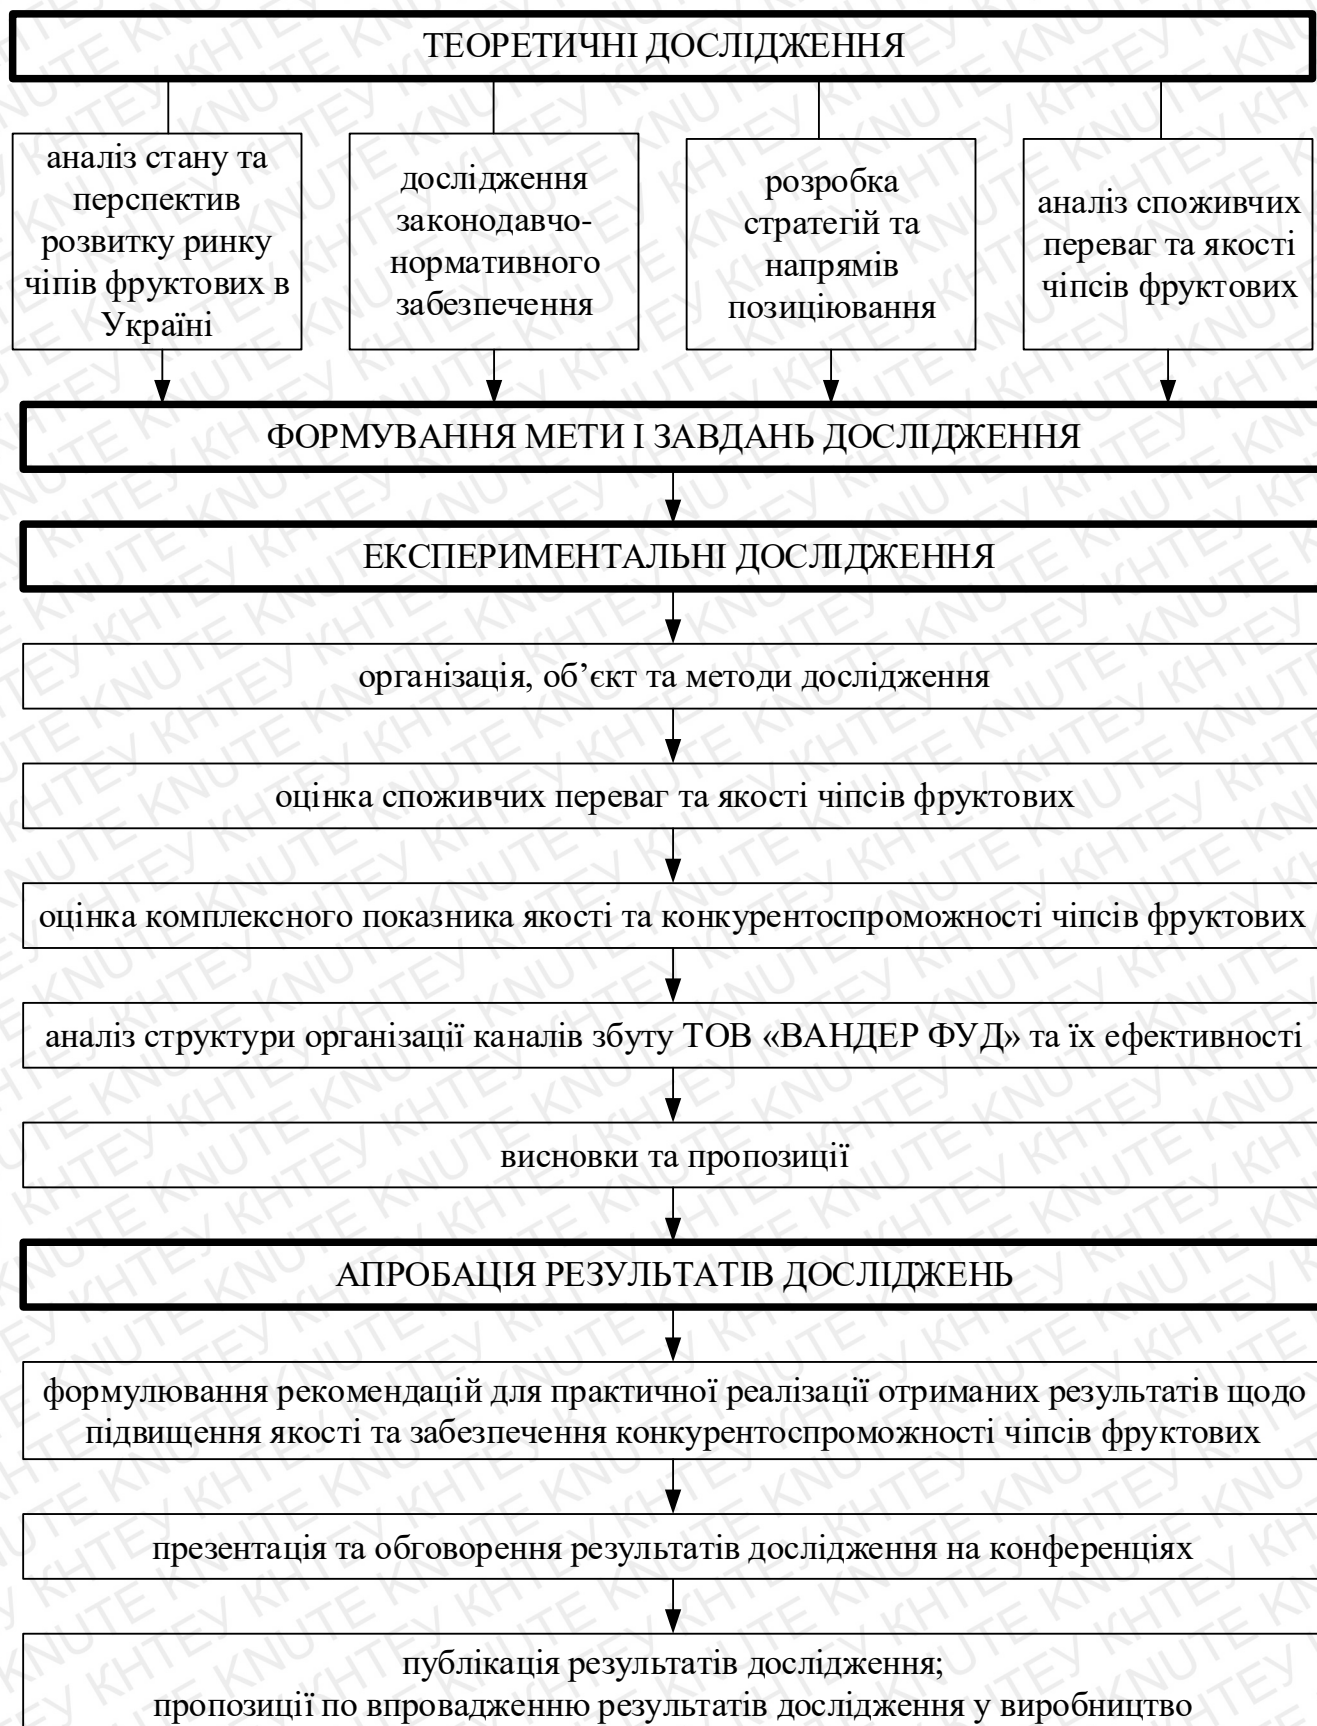 ТЕОРЕТИЧНІ ДОСЛІДЖЕННЯ
аналіз стану та
перспектив
розвитку ринку
чіпів фруктових в
Україні
дослідження
законодавчо-
нормативного
забезпечення
розробка
стратегій та
напрямів
позиціювання
аналіз споживчих
переваг та якості
чіпсів фруктових
ФОРМУВАННЯ МЕТИ І ЗАВДАНЬ ДОСЛІДЖЕННЯ
ЕКСПЕРИМЕНТАЛЬНІ ДОСЛІДЖЕННЯ
організація, об’єкт та методи дослідження
оцінка споживчих переваг та якості чіпсів фруктових
оцінка комплексного показника якості та конкурентоспроможності чіпсів фруктових
аналіз структури організації каналів збуту ТОВ «ВАНДЕР ФУД» та їх ефективності
висновки та пропозиції
АПРОБАЦІЯ РЕЗУЛЬТАТІВ ДОСЛІДЖЕНЬ
формулювання рекомендацій для практичної реалізації отриманих результатів щодо
підвищення якості та забезпечення конкурентоспроможності чіпсів фруктових
презентація та обговорення результатів дослідження на конференціях
публікація результатів дослідження;
пропозиції по впровадженню результатів дослідження у виробництво